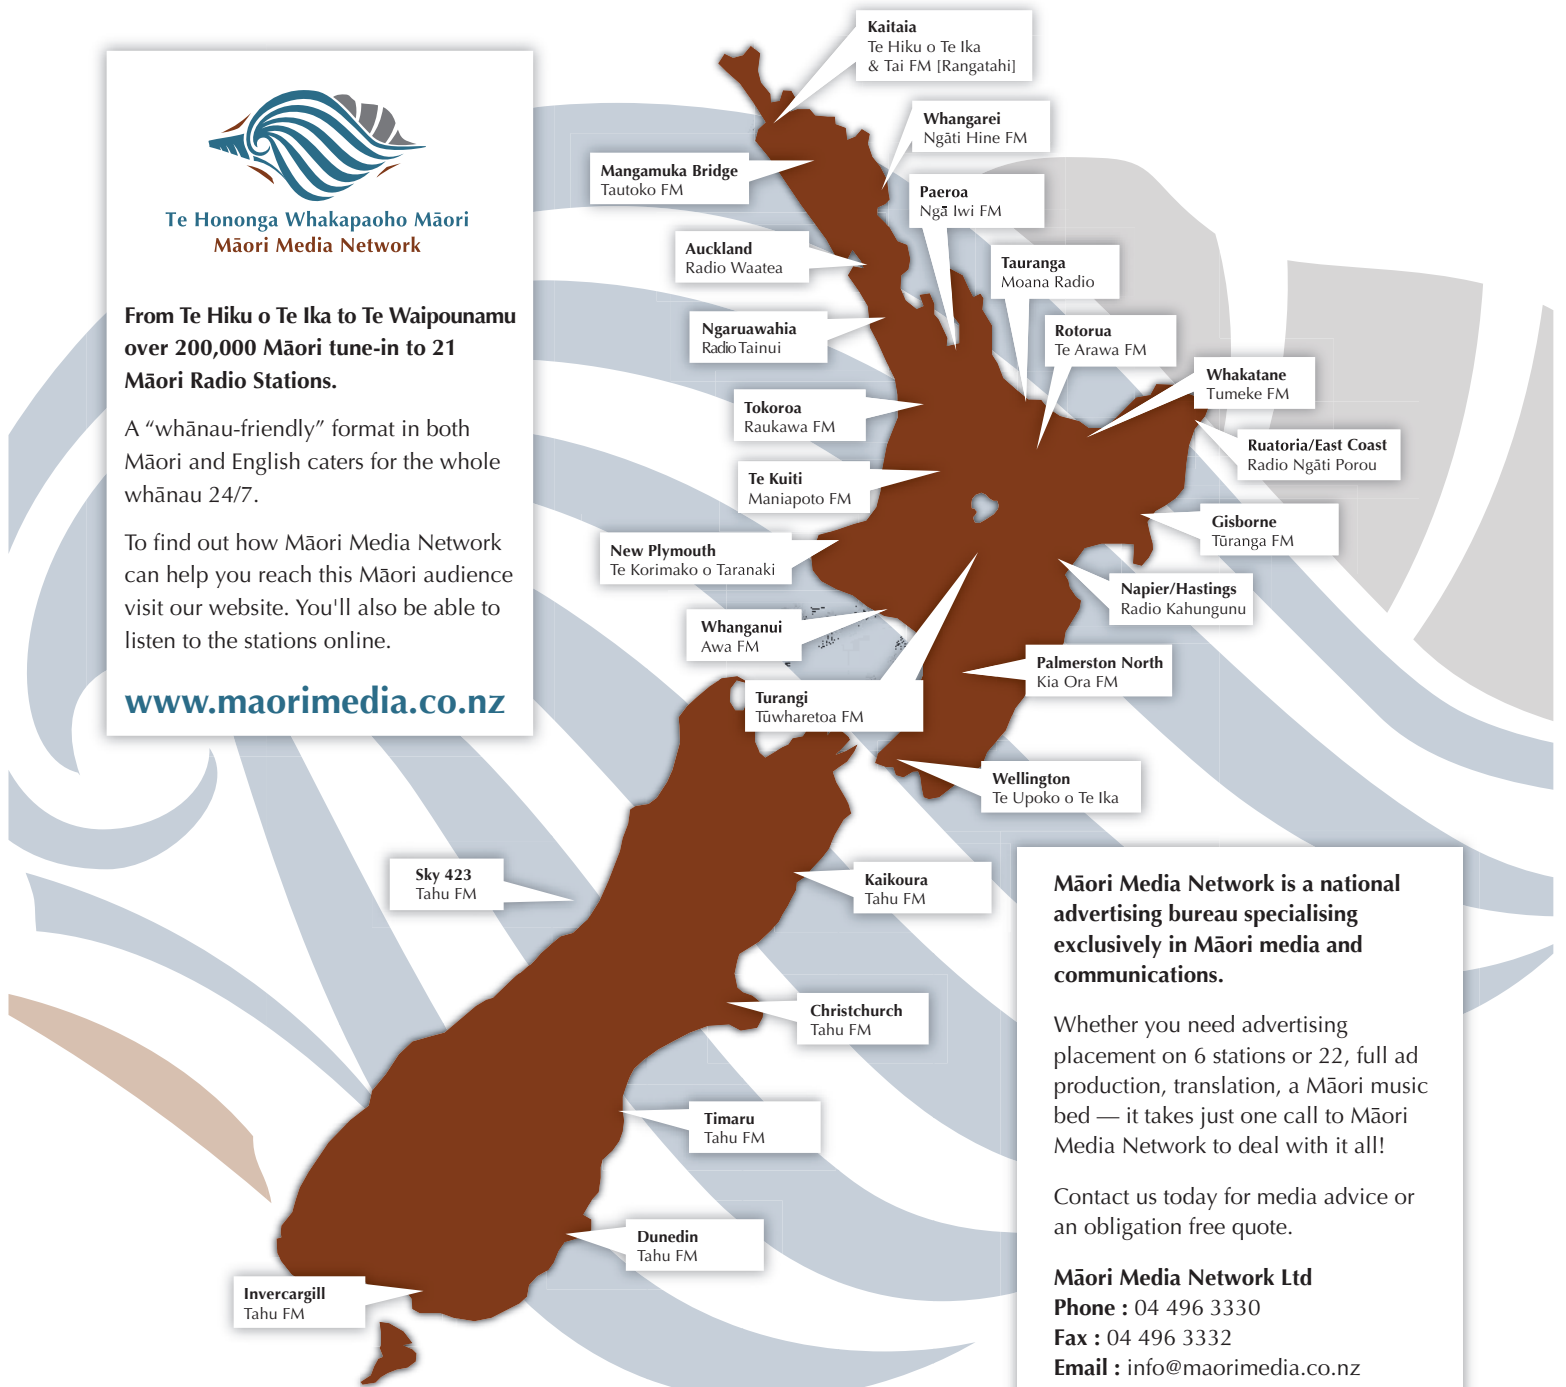 Te Hononga Whakapaoho Māori
Māori Media Network
From Te Hiku o Te Ika to Te Waipounamu
over 200,000 Māori tune-in to 21
Māori Radio Stations.
A “whānau-friendly” format in both
Māori and English caters for the whole
whānau 24/7.
To find out how Māori Media Network
can help you reach this Māori audience
visit our website. You'll also be able to
listen to the stations online.
www.maorimedia.co.nz
Kaitaia
Te Hiku o Te Ika
& Tai FM [Rangatahi]
Whangarei
Ngāti Hine FM
Mangamuka Bridge
Tautoko FM
Paeroa
Ngā Iwi FM
Auckland
Radio Waatea
Tauranga
Moana Radio
Ngaruawahia
Radio Tainui
Rotorua
Te Arawa FM
Whakatane
Tumeke FM
Tokoroa
Raukawa FM
Ruatoria/East Coast
Radio Ngāti Porou
Te Kuiti
Maniapoto FM
Gisborne
Tūranga FM
New Plymouth
Te Korimako o Taranaki
Napier/Hastings
Radio Kahungunu
Whanganui
Awa FM
Palmerston North
Kia Ora FM
Turangi
Tūwharetoa FM
Wellington
Te Upoko o Te Ika
Sky 423
Tahu FM
Kaikoura
Tahu FM
Christchurch
Tahu FM
Timaru
Tahu FM
Dunedin
Tahu FM
Invercargill
Tahu FM
Māori Media Network is a national
advertising bureau specialising
exclusively in Māori media and
communications.
Whether you need advertising
placement on 6 stations or 22, full ad
production, translation, a Māori music
bed — it takes just one call to Māori
Media Network to deal with it all!
Contact us today for media advice or
an obligation free quote.
Māori Media Network Ltd
Phone : 04 496 3330
Fax : 04 496 3332
Email : info@maorimedia.co.nz